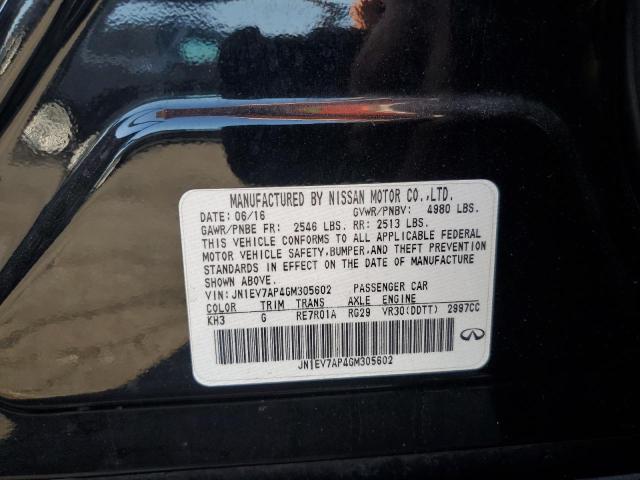 MANUFACTURED BY NISSAN MOTOR CO.,LTD.
DATE: 06/16 GVWR/PNBV: 4980 LBS.
GAWR/PNBE FR: 2546 LBS. RR: 2513 LBS.
THIS VEHICLE CONFORMS TO ALL APPLICABLE FEDERAL
MOTOR VEHICLE SAFETY,BUMPER,AND THEFT PREVENTION
STANDARDS IN EFFECT ON THE DATE OF MANUFACTURE
SHOWN ABOVE.
VIN: JN1EV7AP4GM305602 PASSENGER CAR
COLOR TRIM TRANS AXLE ENGINE
KH3 G RE7R01A RG29 VR30(DDTT) 2997CC
JN1EV7AP4GM305602